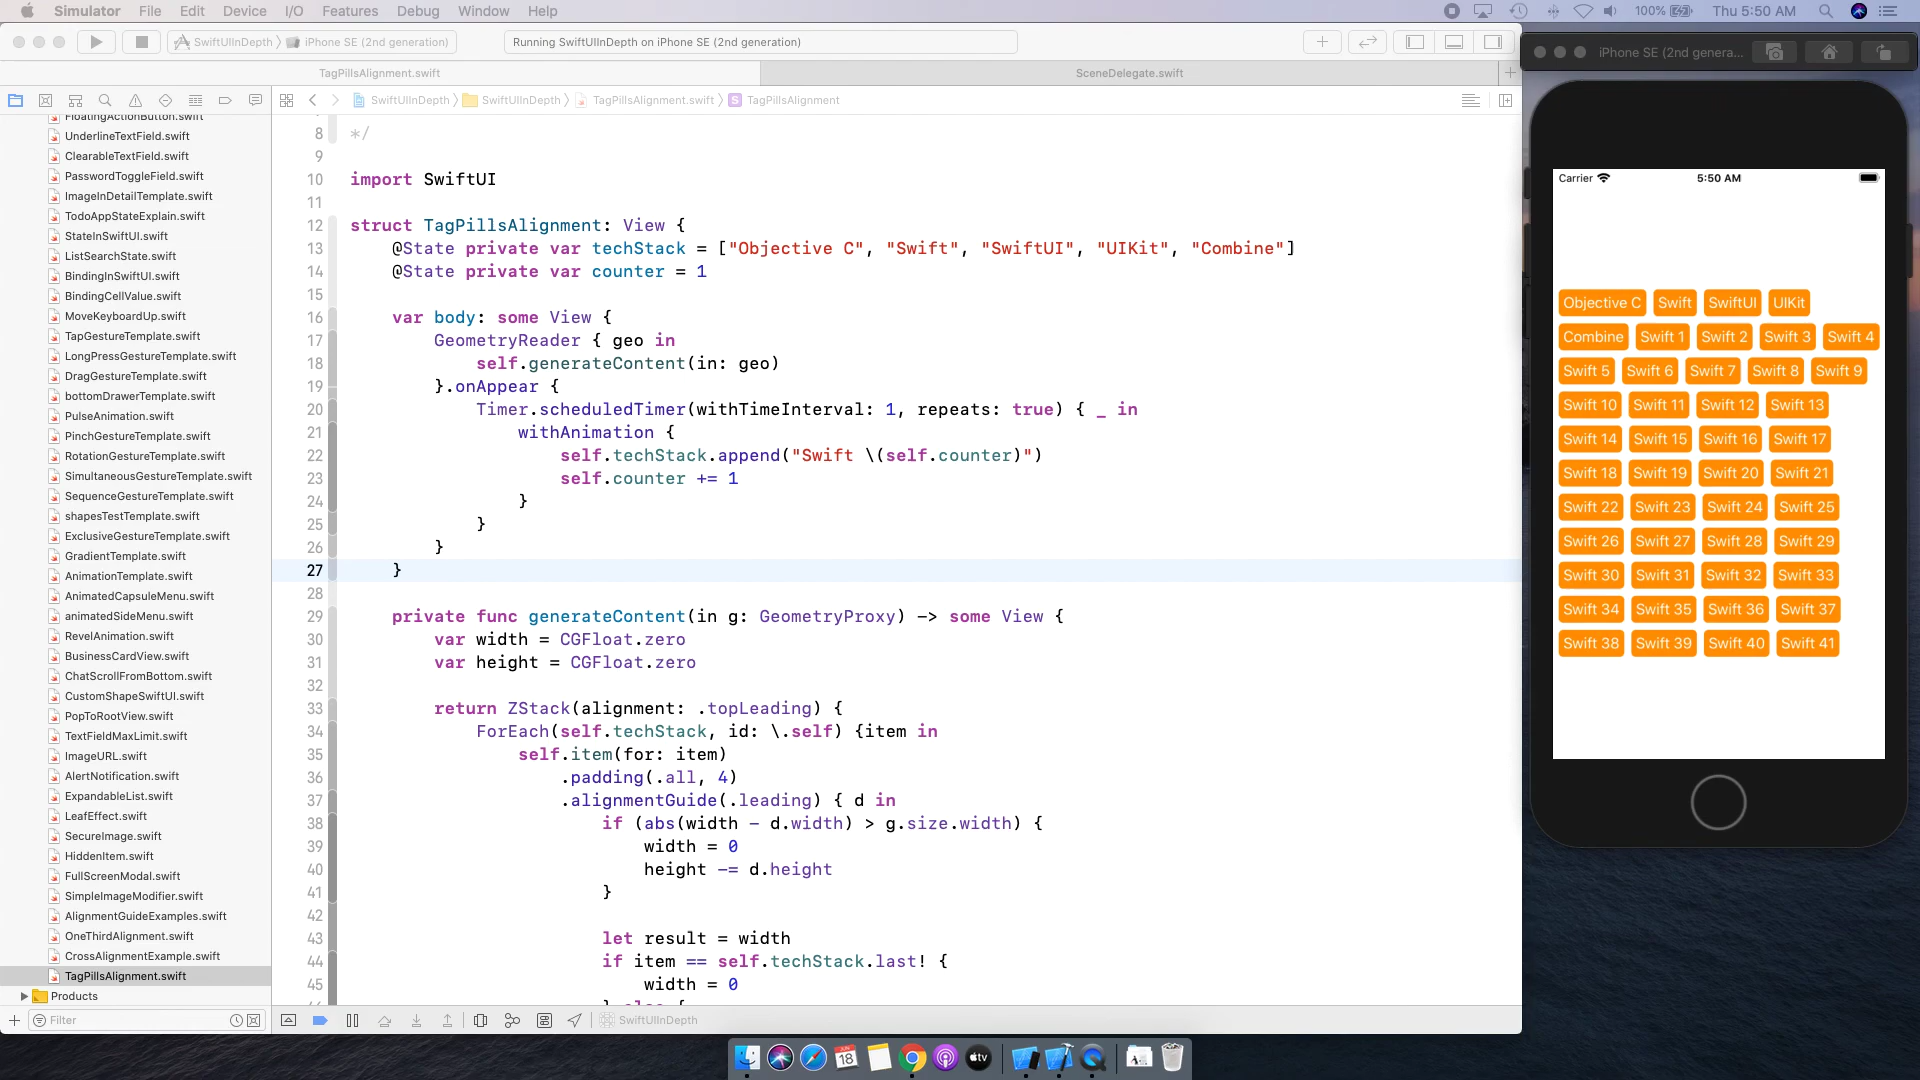 Simulator File Edit Device I/O Features Debug Window Help 100% Thu 5:50 AM
SwiftUIInDepth iPhone SE (2nd generation) Running SwiftUIInDepth on iPhone SE (2nd generation)
TagPillsAlignment.swift SceneDelegate.swift
SwiftUIInDepth SwiftUIInDepth TagPillsAlignment.swift TagPillsAlignment
FloatingActionButton.swift
UnderlineTextField.swift
ClearableTextField.swift
PasswordToggleField.swift
ImageInDetailTemplate.swift
TodoAppStateExplain.swift
StateInSwiftUI.swift
ListSearchState.swift
BindingInSwiftUI.swift
BindingCellValue.swift
MoveKeyboardUp.swift
TapGestureTemplate.swift
LongPressGestureTemplate.swift
DragGestureTemplate.swift
bottomDrawerTemplate.swift
PulseAnimation.swift
PinchGestureTemplate.swift
RotationGestureTemplate.swift
SimultaneousGestureTemplate.swift
SequenceGestureTemplate.swift
shapesTestTemplate.swift
ExclusiveGestureTemplate.swift
GradientTemplate.swift
AnimationTemplate.swift
AnimatedCapsuleMenu.swift
animatedSideMenu.swift
RevelAnimation.swift
BusinessCardView.swift
ChatScrollFromBottom.swift
CustomShapeSwiftUI.swift
PopToRootView.swift
TextFieldMaxLimit.swift
ImageURL.swift
AlertNotification.swift
ExpandableList.swift
LeafEffect.swift
SecureImage.swift
HiddenItem.swift
FullScreenModal.swift
SimpleImageModifier.swift
AlignmentGuideExamples.swift
OneThirdAlignment.swift
CrossAlignmentExample.swift
TagPillsAlignment.swift
Products
Filter
8 */
9
10 import SwiftUI
11
12 struct TagPillsAlignment: View {
13 @State private var techStack = ["Objective C", "Swift", "SwiftUI", "UIKit", "Combine"]
14 @State private var counter = 1
15
16 var body: some View {
17 GeometryReader { geo in
18 self.generateContent(in: geo)
19 }.onAppear {
20 Timer.scheduledTimer(withTimeInterval: 1, repeats: true) { _ in
21 withAnimation {
22 self.techStack.append("Swift \(self.counter)")
23 self.counter += 1
24 }
25 }
26 }
27 }
28
29 private func generateContent(in g: GeometryProxy) -> some View {
30 var width = CGFloat.zero
31 var height = CGFloat.zero
32
33 return ZStack(alignment: .topLeading) {
34 ForEach(self.techStack, id: \.self) {item in
35 self.item(for: item)
36 .padding(.all, 4)
37 .alignmentGuide(.leading) { d in
38 if (abs(width - d.width) > g.size.width) {
39 width = 0
40 height -= d.height
41 }
42
43 let result = width
44 if item == self.techStack.last! {
45 width = 0
SwiftUIInDepth
iPhone SE (2nd genera...
Carrier 5:50 AM
Objective C Swift SwiftUI UIKit
Combine Swift 1 Swift 2 Swift 3 Swift 4
Swift 5 Swift 6 Swift 7 Swift 8 Swift 9
Swift 10 Swift 11 Swift 12 Swift 13
Swift 14 Swift 15 Swift 16 Swift 17
Swift 18 Swift 19 Swift 20 Swift 21
Swift 22 Swift 23 Swift 24 Swift 25
Swift 26 Swift 27 Swift 28 Swift 29
Swift 30 Swift 31 Swift 32 Swift 33
Swift 34 Swift 35 Swift 36 Swift 37
Swift 38 Swift 39 Swift 40 Swift 41
18
tv